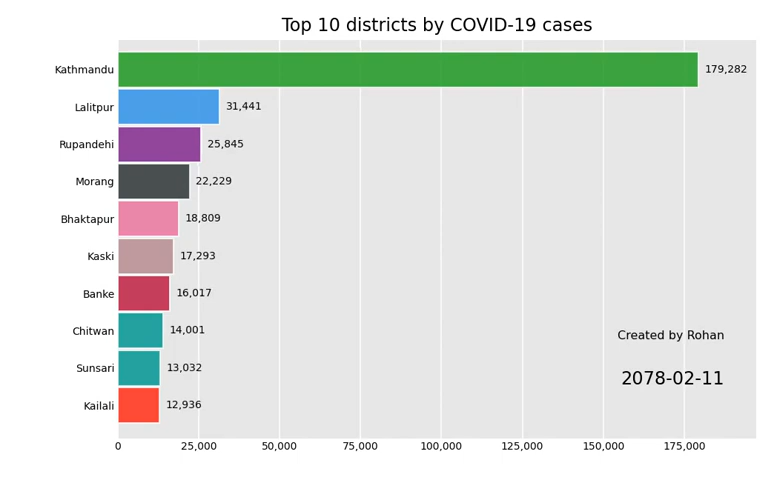 Top 10 districts by COVID-19 cases
Kathmandu 179,282
Lalitpur 31,441
Rupandehi 25,845
Morang 22,229
Bhaktapur 18,809
Kaski 17,293
Banke 16,017
Chitwan 14,001
Created by Rohan
Sunsari 13,032
2078-02-11
Kailali 12,936
0 25,000 50,000 75,000 100,000 125,000 150,000 175,000